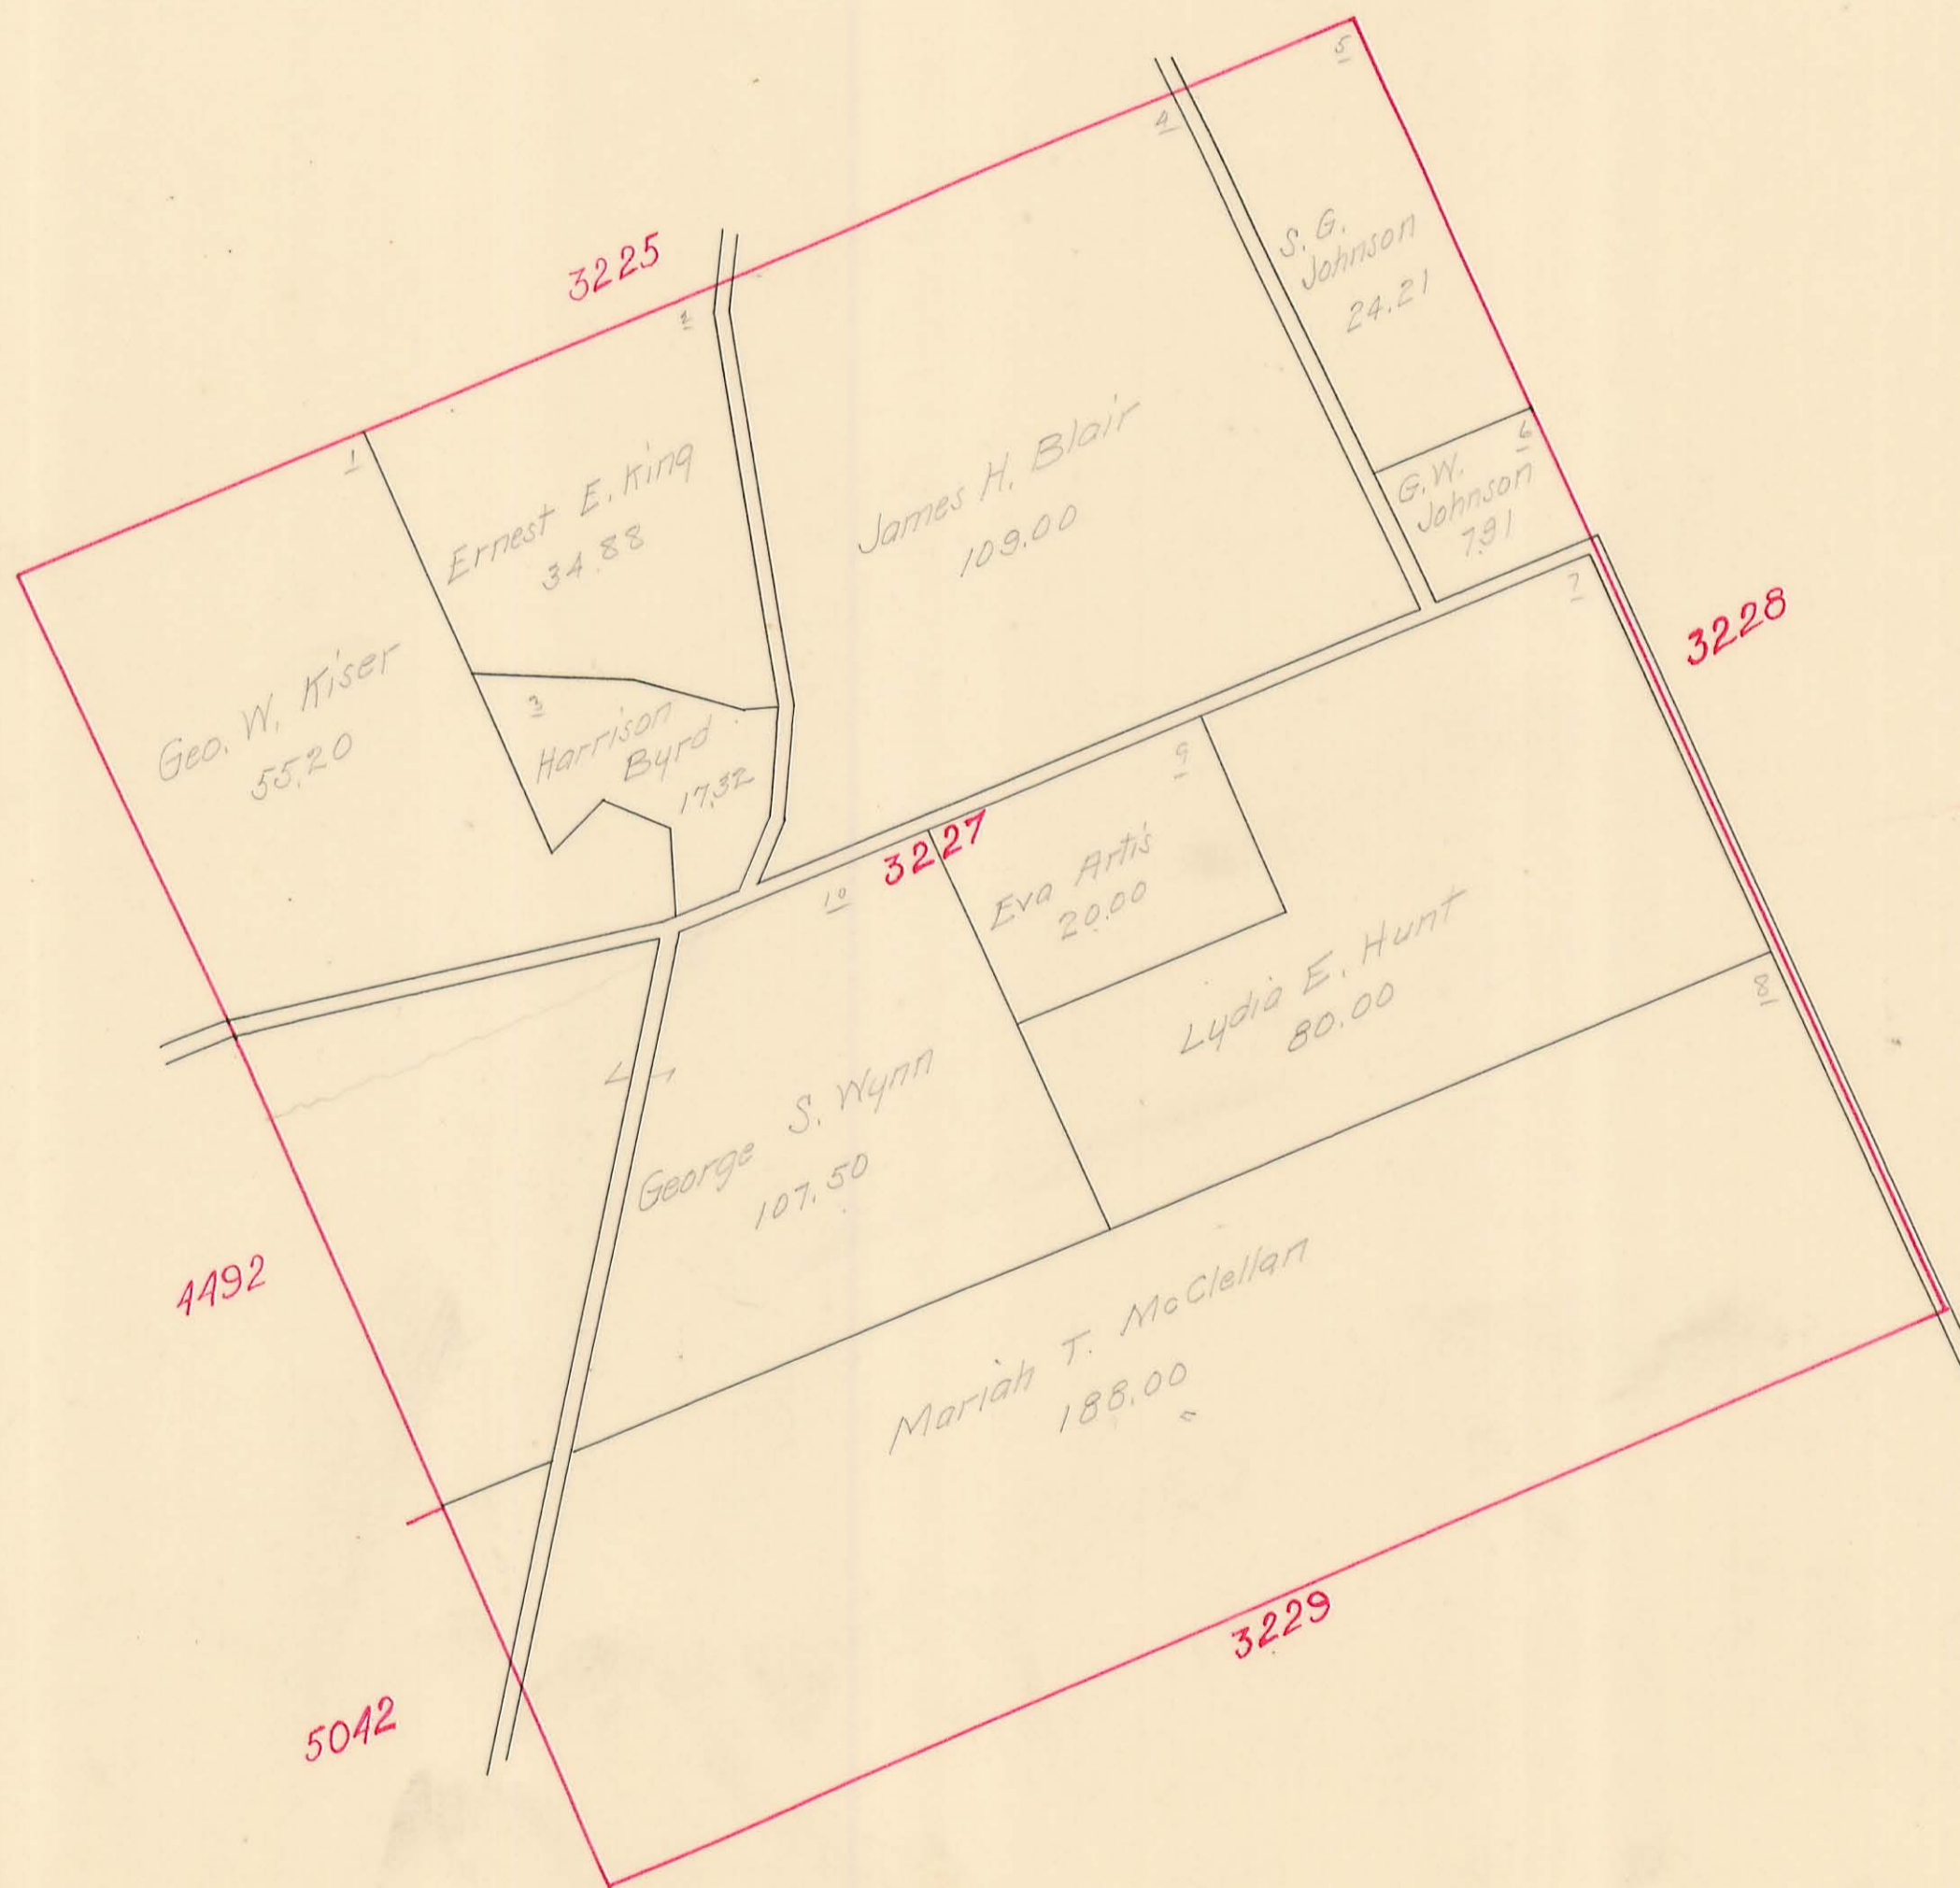 5
4
S. G.
Johnson
24.21
3225
2
1
Ernest E. King
34.88
James H. Blair
109.00
6
G.W.
Johnson
7.91
7
3228
Geo. W. Kiser
55.20
3
Harrison
Byrd
17.32
9
3227
10
Eva Artis
20.00
Lydia E. Hunt
80.00
8
George S. Wynn
107.50
4492
Mariah T. McClellan
188.00
3229
5042